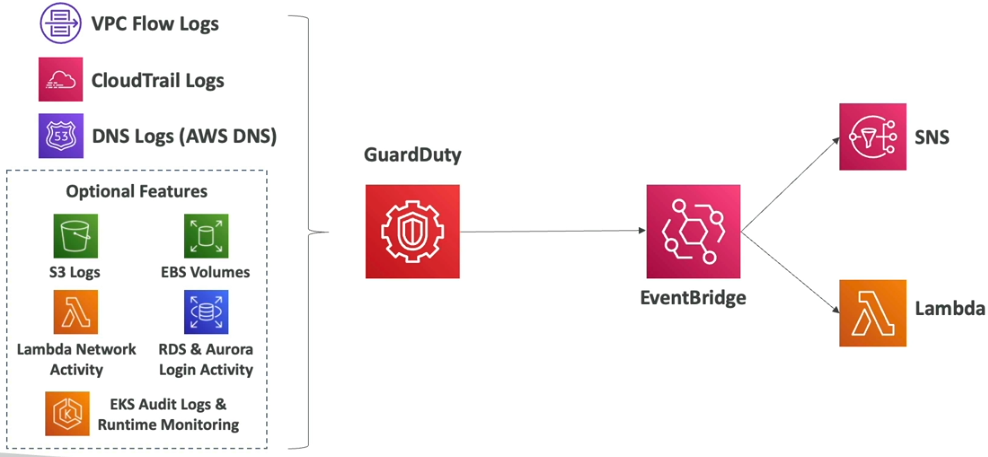 VPC Flow Logs
CloudTrail Logs
53
DNS Logs (AWS DNS)
Optional Features
S3 Logs
EBS Volumes
Lambda Network
Activity
RDS & Aurora
Login Activity
K
EKS Audit Logs &
Runtime Monitoring
GuardDuty
EventBridge
SNS
Lambda